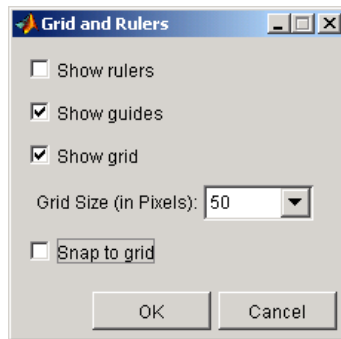 Grid and Rulers
Show rulers
Show guides
Show grid
Grid Size (in Pixels): 50
Snap to grid
OK Cancel